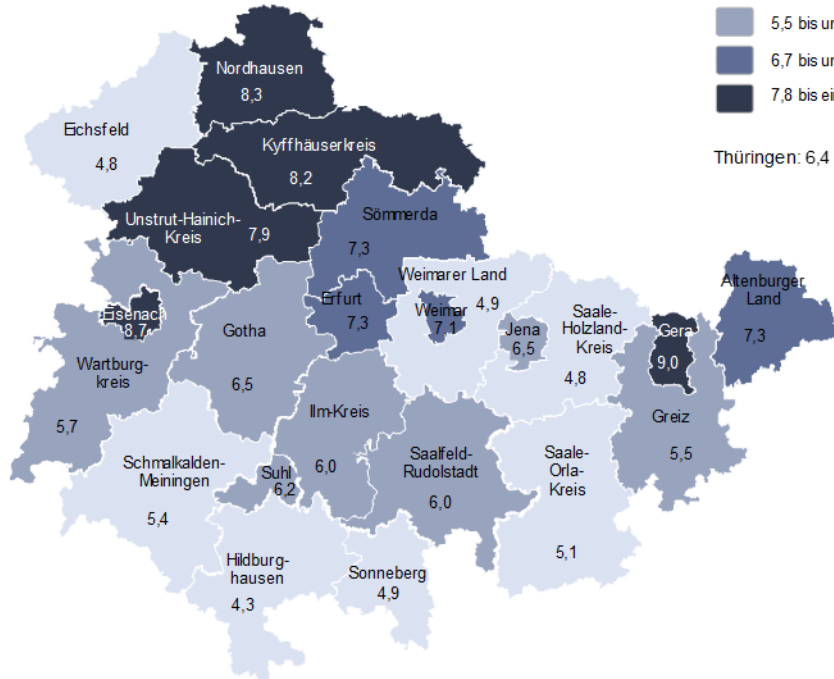 5,5 bis un
6,7 bis un
7,8 bis ei
Thüringen: 6,4
Nordhausen
8,3
Eichsfeld
4,8
Kyffhäuserkreis
8,2
Unstrut-Hainich-
Kreis
7,9
Sömmerda
7,3
Weimarer Land
4,9
Altenburger
Land
7,3
Eisenach
8,7
Gotha
6,5
Erfurt
7,3
Weimar
7,1
Jena
6,5
Saale-
Holzland-
Kreis
4,8
Gera
9,0
Wartburg-
kreis
5,7
Ilm-Kreis
6,0
Greiz
5,5
Schmalkalden-
Meiningen
5,4
Suhl
6,2
Saalfeld-
Rudolstadt
6,0
Saale-
Orla-
Kreis
5,1
Hildburg-
hausen
4,3
Sonneberg
4,9